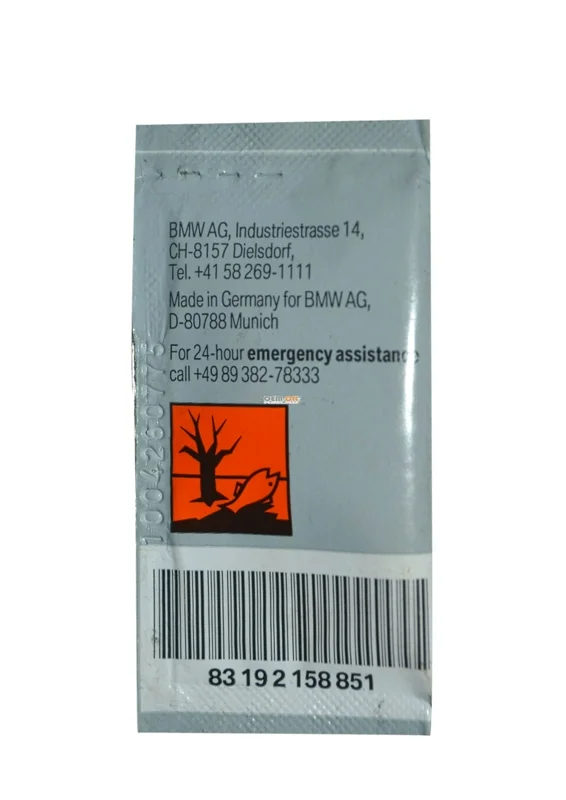 BMW AG, Industriestrasse 14,
CH-8157 Dielsdorf,
Tel. +41 58 269-1111
Made in Germany for BMW AG,
D-80788 Munich
For 24-hour emergency assistance
call +49 89 382-78333
83 19 2 158 851